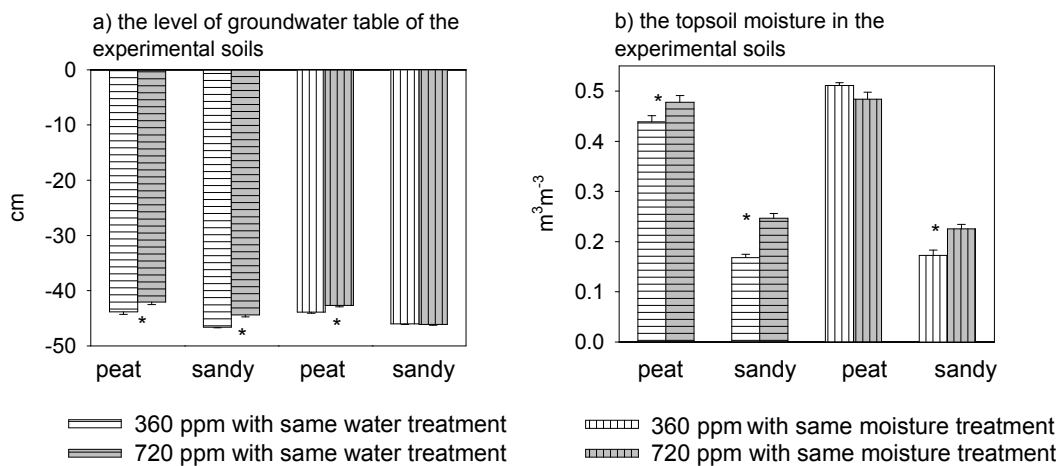 a) the level of groundwater table of the
experimental soils
0
-10
-20
-30
-40
-50
cm
* * *
peat sandy peat sandy
b) the topsoil moisture in the
experimental soils
0.5
0.4
0.3
0.2
0.1
0.0
m³m⁻³
* * *
peat sandy peat sandy
360 ppm with same water treatment
720 ppm with same water treatment
360 ppm with same moisture treatment
720 ppm with same moisture treatment